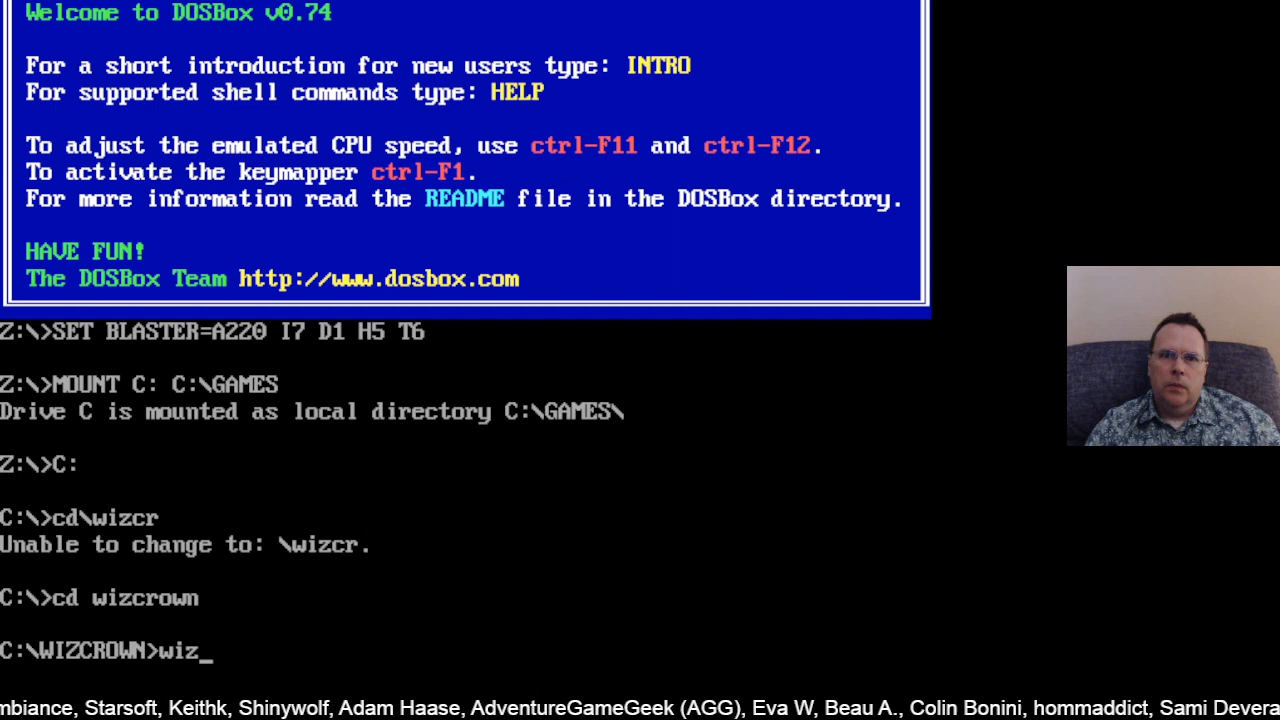 Welcome to DOSBox v0.74
For a short introduction for new users type: INTRO
For supported shell commands type: HELP
To adjust the emulated CPU speed, use ctrl-F11 and ctrl-F12.
To activate the keymapper ctrl-F1.
For more information read the README file in the DOSBox directory.
HAVE FUN!
The DOSBox Team http://www.dosbox.com
Z:\>SET BLASTER=A220 I7 D1 H5 T6
Z:\>MOUNT C: C:\GAMES
Drive C is mounted as local directory C:\GAMES\
Z:\>C:
C:\>cd\wizcr
Unable to change to: \wizcr.
C:\>cd wizcrown
C:\WIZCROWN>wiz_
mbiance, Starsoft, Keithk, Shinywolf, Adam Haase, AdventureGameGeek (AGG), Eva W, Beau A., Colin Bonini, hommaddict, Sami Devera